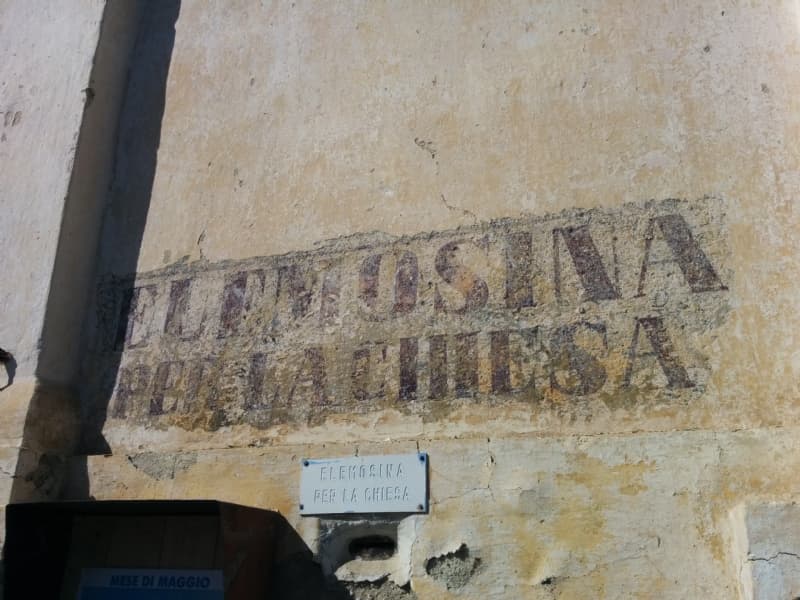 ELEMOSINA
PER LA CHIESA
ELEMOSINA
PER LA CHIESA
MESE DI MAGGIO